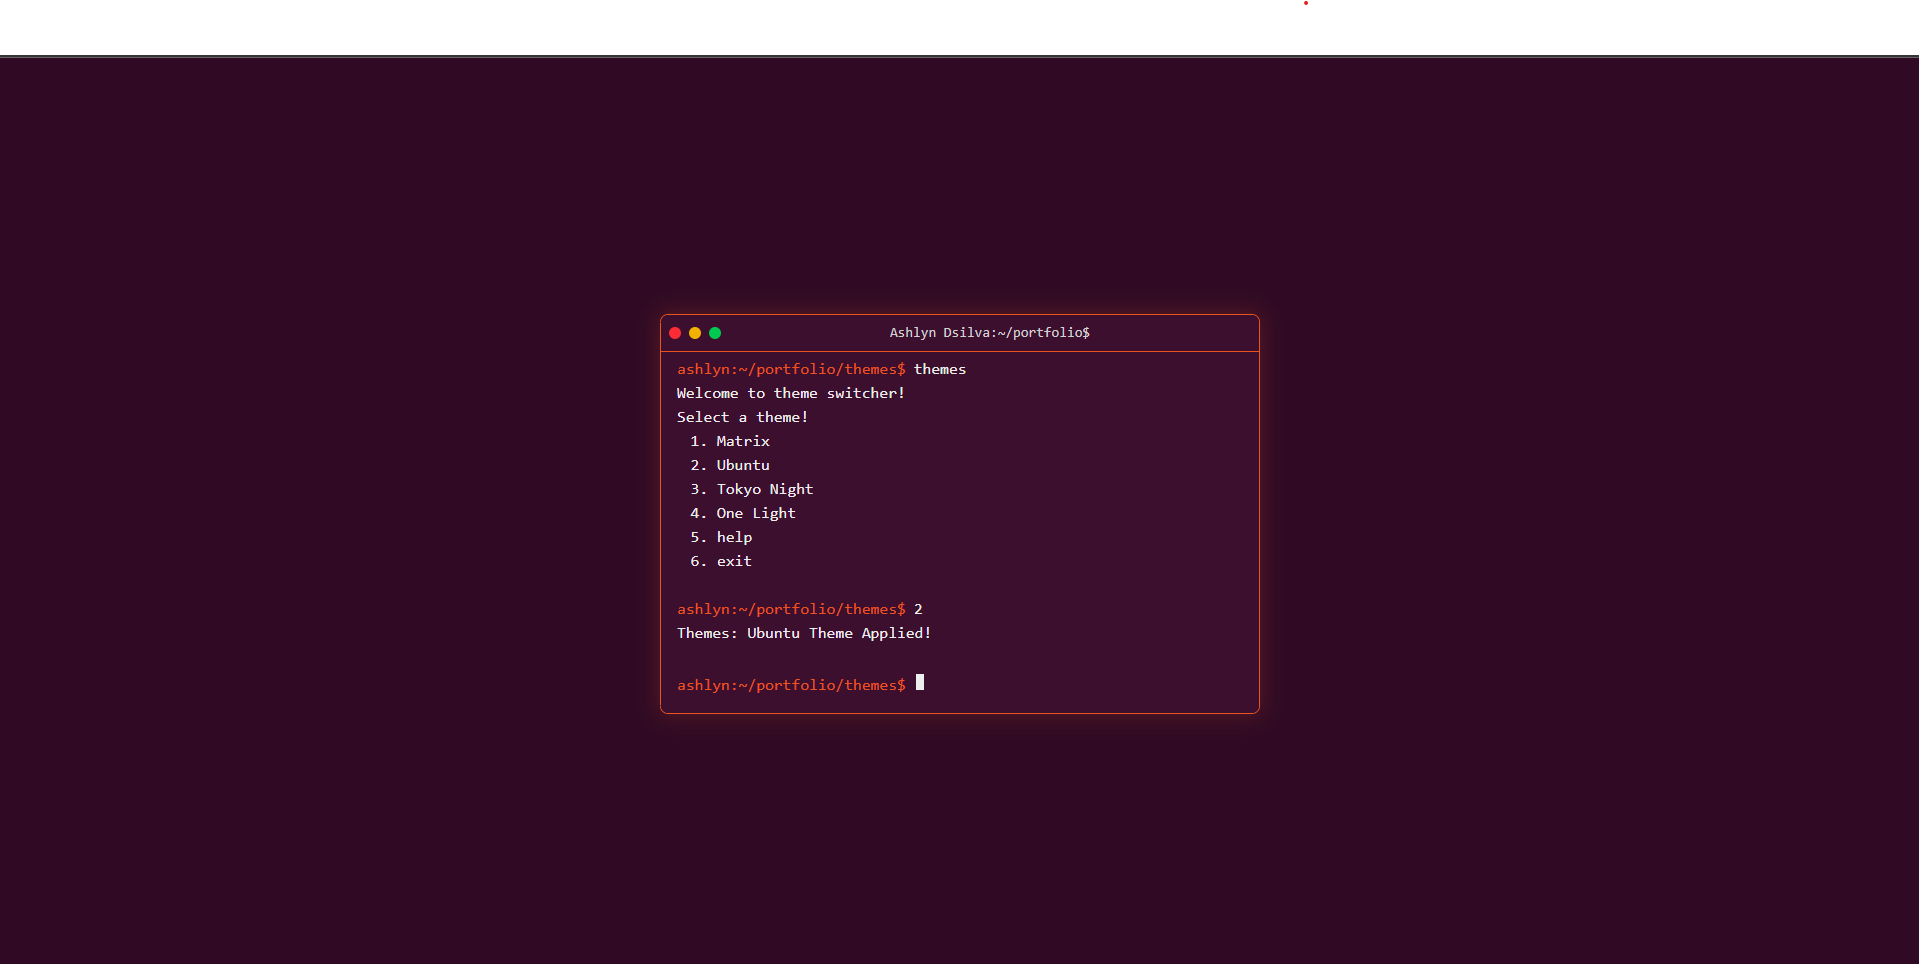 Ashlyn Dsilva:~/portfolio$
ashlyn:~/portfolio/themes$ themes
Welcome to theme switcher!
Select a theme!
1. Matrix
2. Ubuntu
3. Tokyo Night
4. One Light
5. help
6. exit
ashlyn:~/portfolio/themes$ 2
Themes: Ubuntu Theme Applied!
ashlyn:~/portfolio/themes$